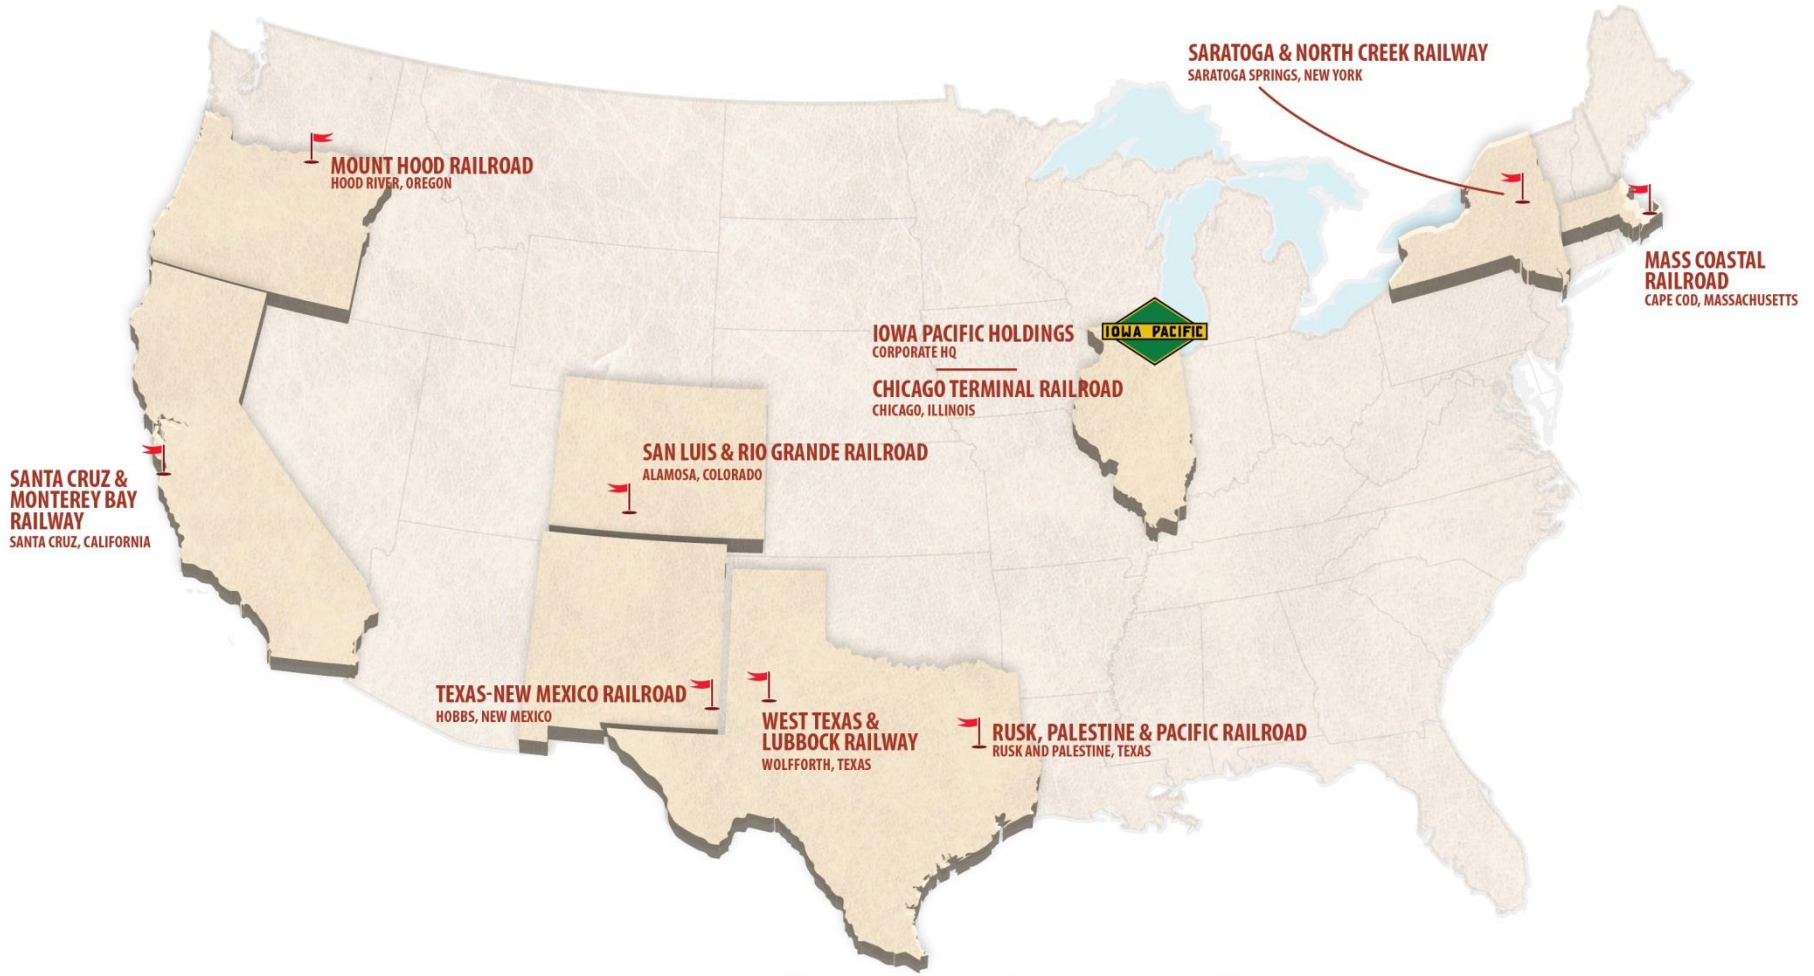 SARATOGA & NORTH CREEK RAILWAY
SARATOGA SPRINGS, NEW YORK
MOUNT HOOD RAILROAD
HOOD RIVER, OREGON
MASS COASTAL
RAILROAD
CAPE COD, MASSACHUSETTS
IOWA PACIFIC HOLDINGS
CORPORATE HQ
IOWA PACIFIC
CHICAGO TERMINAL RAILROAD
CHICAGO, ILLINOIS
SAN LUIS & RIO GRANDE RAILROAD
ALAMOSA, COLORADO
SANTA CRUZ &
MONTEREY BAY
RAILWAY
SANTA CRUZ, CALIFORNIA
TEXAS-NEW MEXICO RAILROAD
HOBBS, NEW MEXICO
WEST TEXAS &
LUBBOCK RAILWAY
WOLFFORTH, TEXAS
RUSK, PALESTINE & PACIFIC RAILROAD
RUSK AND PALESTINE, TEXAS